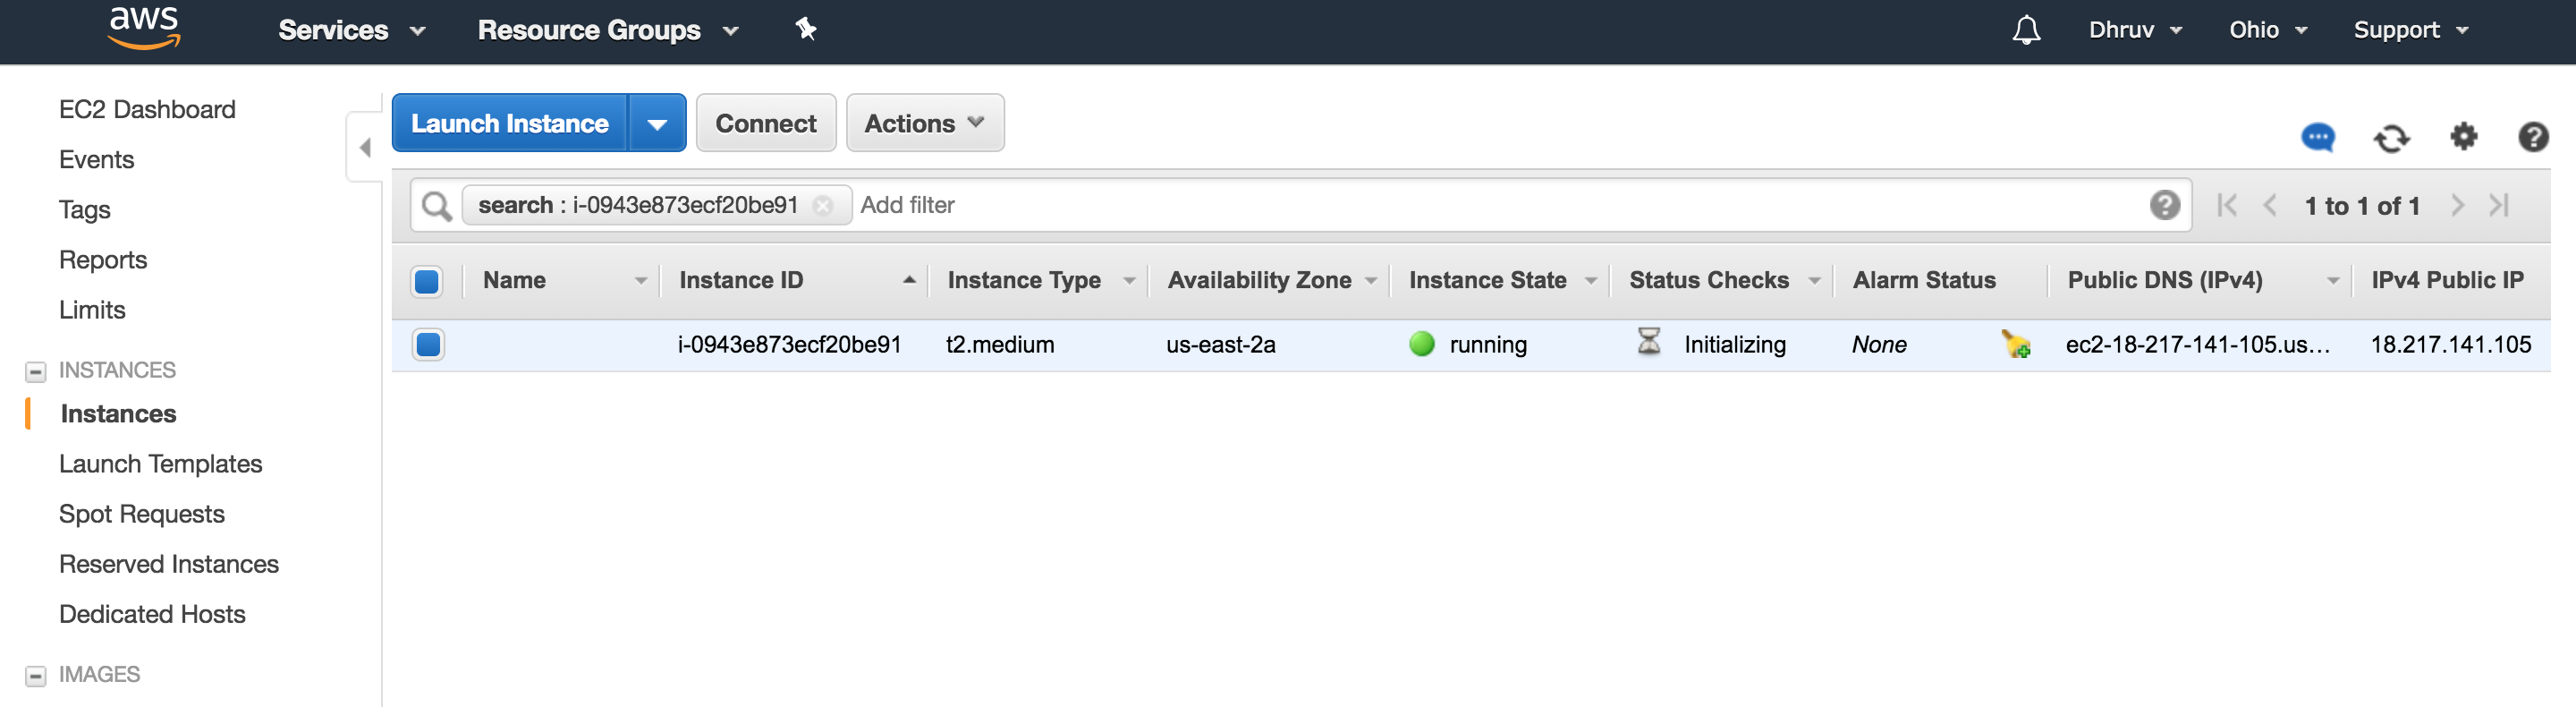 aws Services Resource Groups Dhruv Ohio Support
EC2 Dashboard
Events
Tags
Reports
Limits
INSTANCES
Instances
Launch Templates
Spot Requests
Reserved Instances
Dedicated Hosts
IMAGES
Launch Instance Connect Actions
search : i-0943e873ecf20be91 Add filter 1 to 1 of 1
Name Instance ID Instance Type Availability Zone Instance State Status Checks Alarm Status Public DNS (IPv4) IPv4 Public IP
i-0943e873ecf20be91 t2.medium us-east-2a running Initializing None ec2-18-217-141-105.us... 18.217.141.105